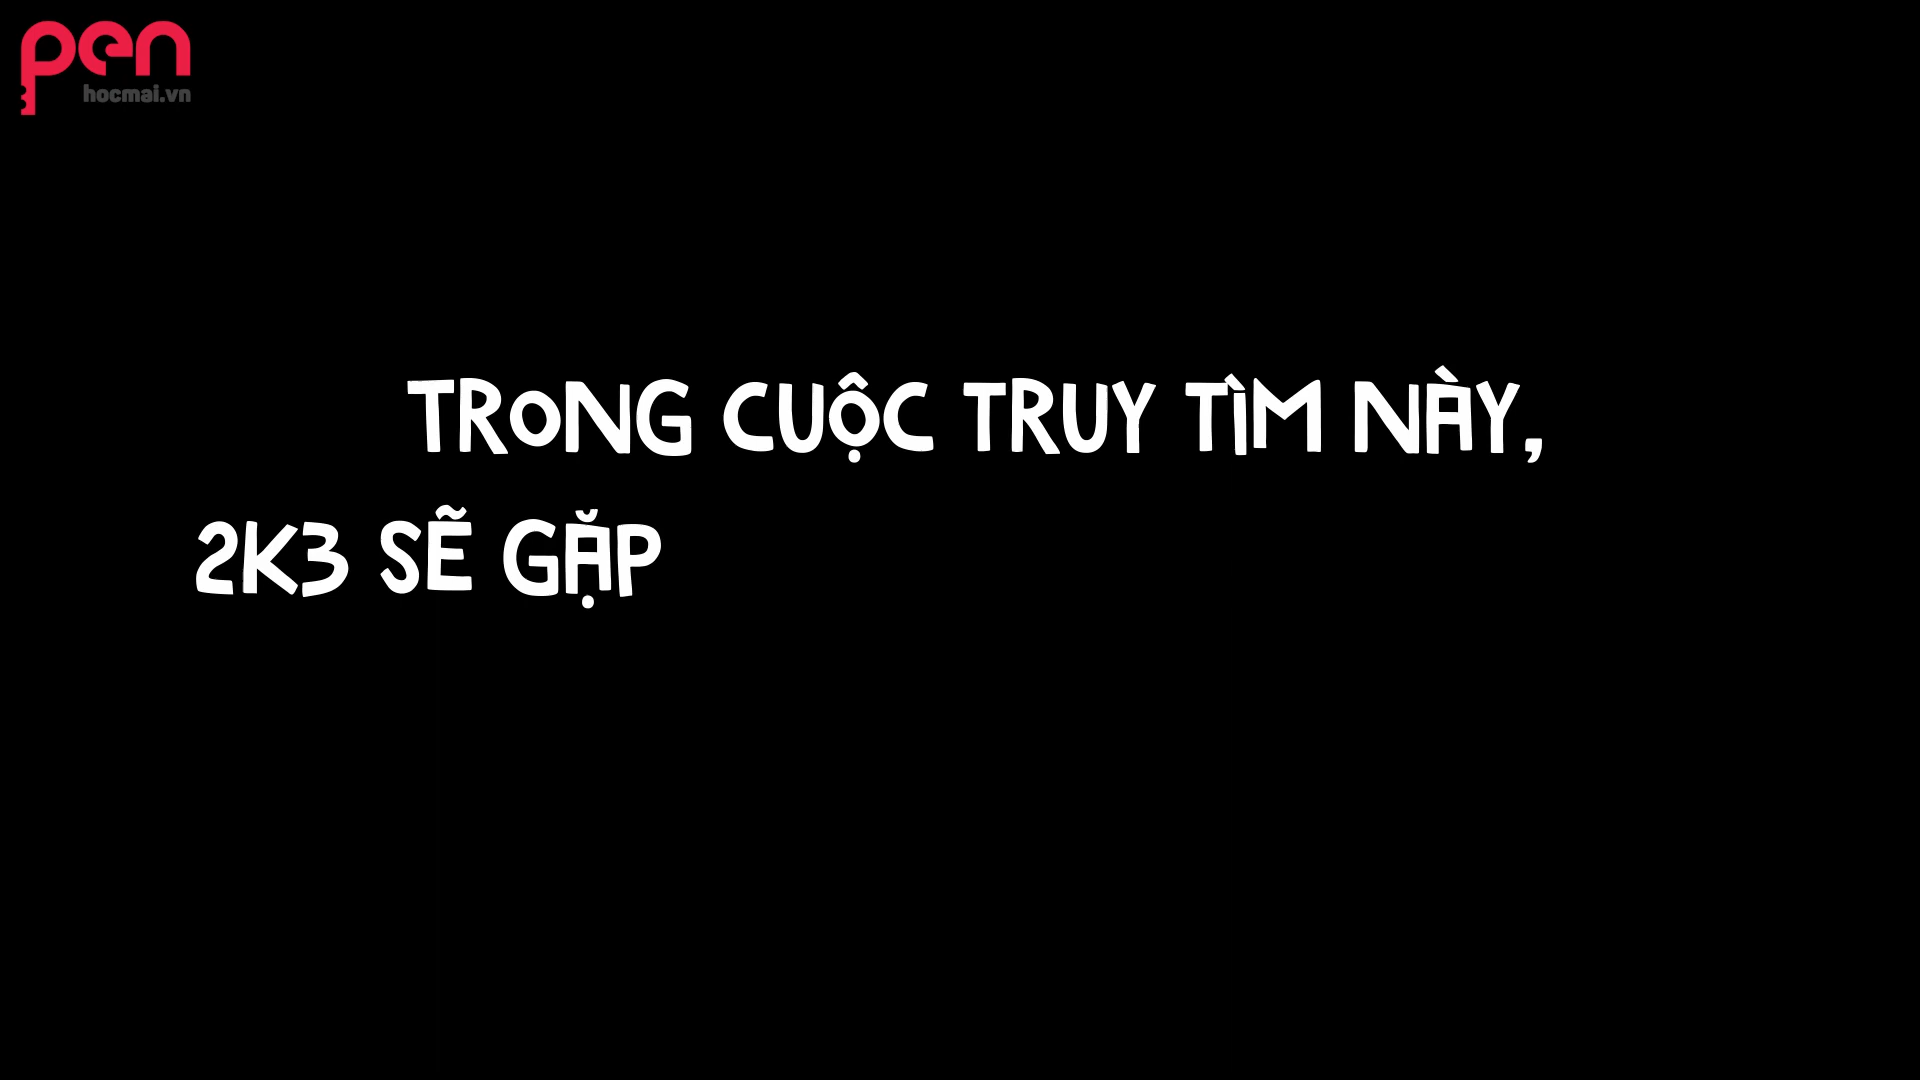 pen
hocmai.vn
TRONG CUỘC TRUY TÌM NÀY,
2K3 SẼ GẶP